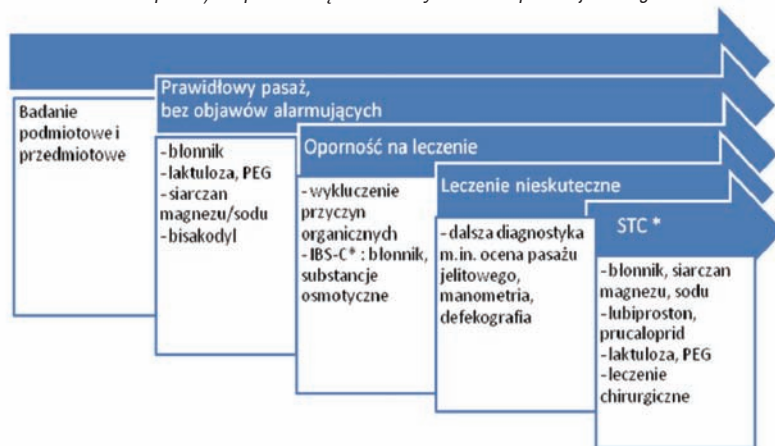 Badanie
podmiotowe i
przedmiotowe
Prawidłowy pasaż,
bez objawów alarmujących
-błonnik
-laktuloza, PEG
-siarczan
magnezu/sodu
-bisakodyl
Oporność na leczenie
-wykluczenie
przyczyn
organicznych
-IBS-C* : błonnik,
substancje
osmotyczne
Leczenie nieskuteczne
-dalsza diagnostyka
m.in. ocena pasażu
jelitowego,
manometria,
defekografia
STC *
-błonnik, siarczan
magnezu, sodu
-lubiproston,
prucaloprid
-laktuloza, PEG
-leczenie
chirurgiczne